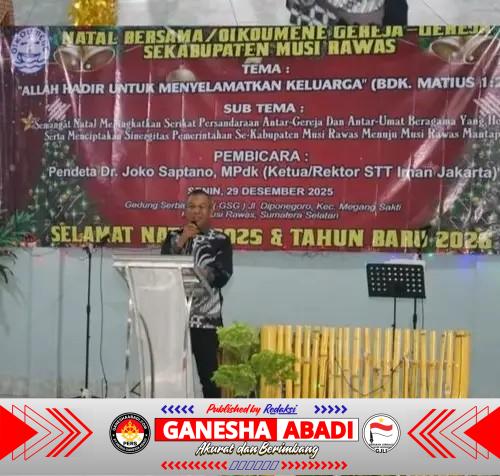 NATAL BERSAMA/OIKOUMENE GEREJA-GEREJA
SEKABUPATEN MUSI RAWAS
TEMA :
"ALLAH HADIR UNTUK MENYELAMATKAN KELUARGA" (BDK. MATIUS 1:
SUB TEMA :
"Semangat Natal Meningkatkan Serikat Persaudaraan Antar-Gereja Dan Antar-Umat Beragama Yang
Serta Menciptakan Sinergitas Pemerintahan Se-Kabupaten Musi Rawas Menuju Musi Rawas Mantap
PEMBICARA :
Pendeta Dr. Joko Saptano, MPdk (Ketua/Rektor STT Iman Jakarta)"
SENIN, 29 DESEMBER 2025
Gedung Serba (GSG) Jl Diponegoro, Kec. Megang Sakti
Musi Rawas, Sumatera Selatan
SELAMAT NATAL 2025 & TAHUN BARU 2026
Published by Redaksi
GANESHA ABADI
Akurat dan Berimbang
PERS
GJLI